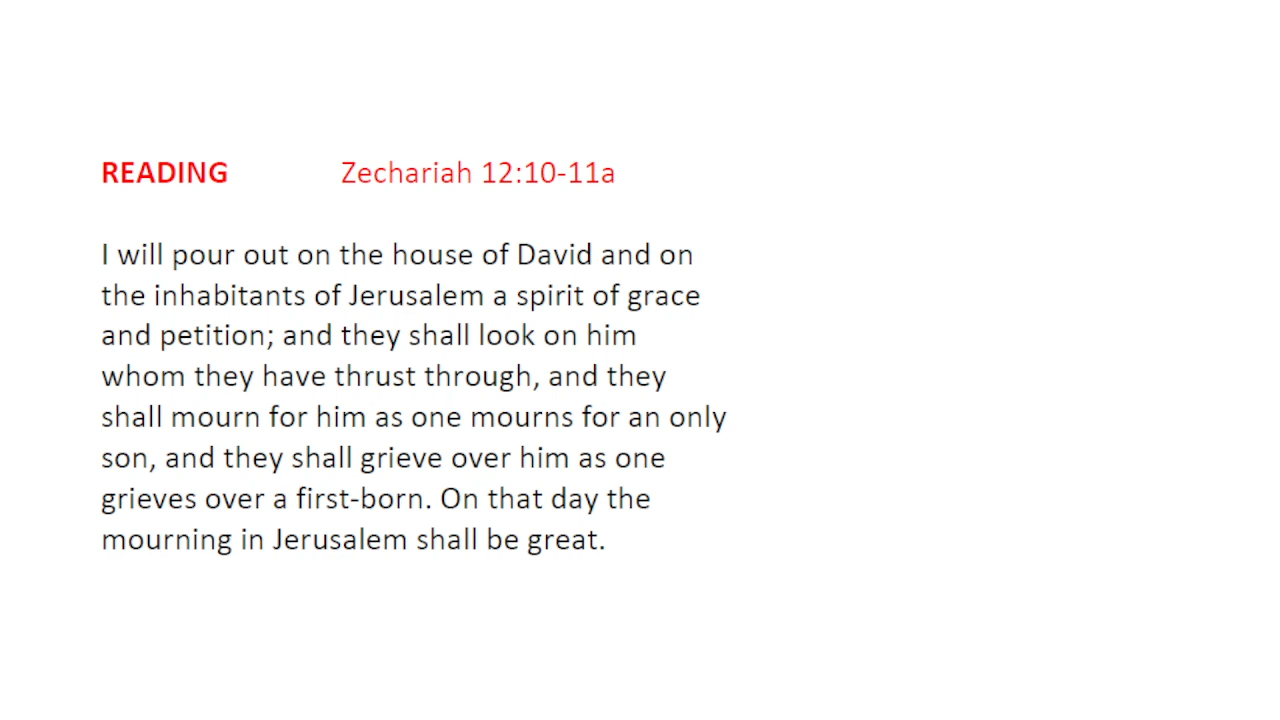 READING Zechariah 12:10-11a
I will pour out on the house of David and on
the inhabitants of Jerusalem a spirit of grace
and petition; and they shall look on him
whom they have thrust through, and they
shall mourn for him as one mourns for an only
son, and they shall grieve over him as one
grieves over a first-born. On that day the
mourning in Jerusalem shall be great.